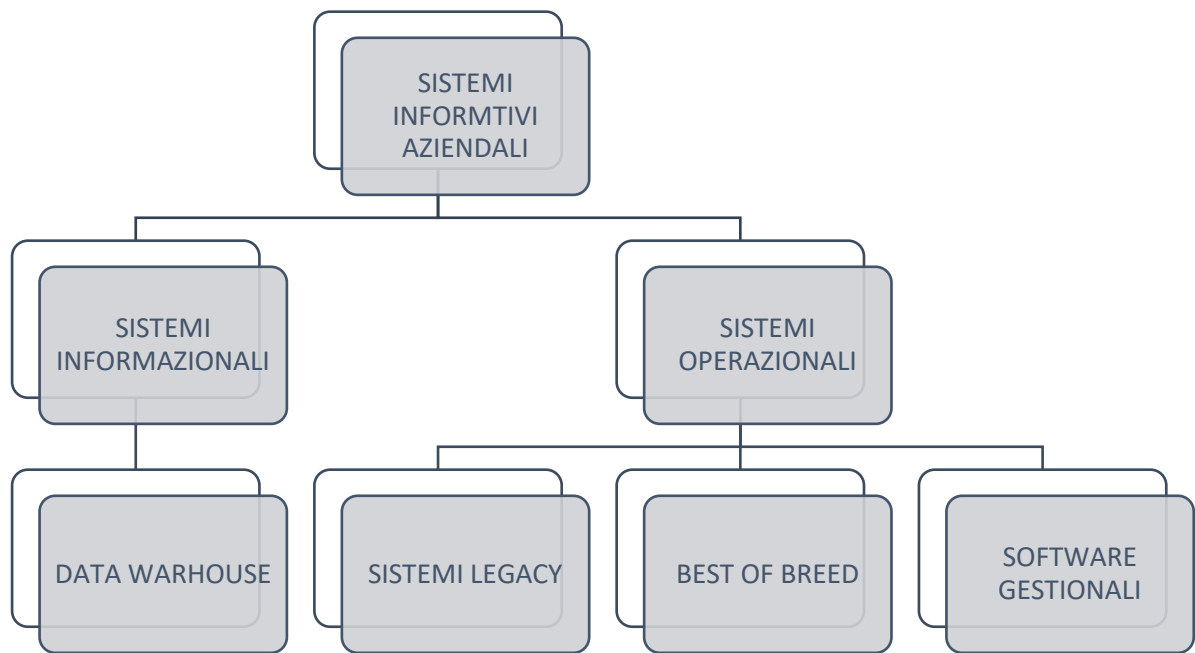 SISTEMI
INFORMTIVI
AZIENDALI
SISTEMI
INFORMAZIONALI
SISTEMI
OPERAZIONALI
DATA WARHOUSE
SISTEMI LEGACY
BEST OF BREED
SOFTWARE
GESTIONALI